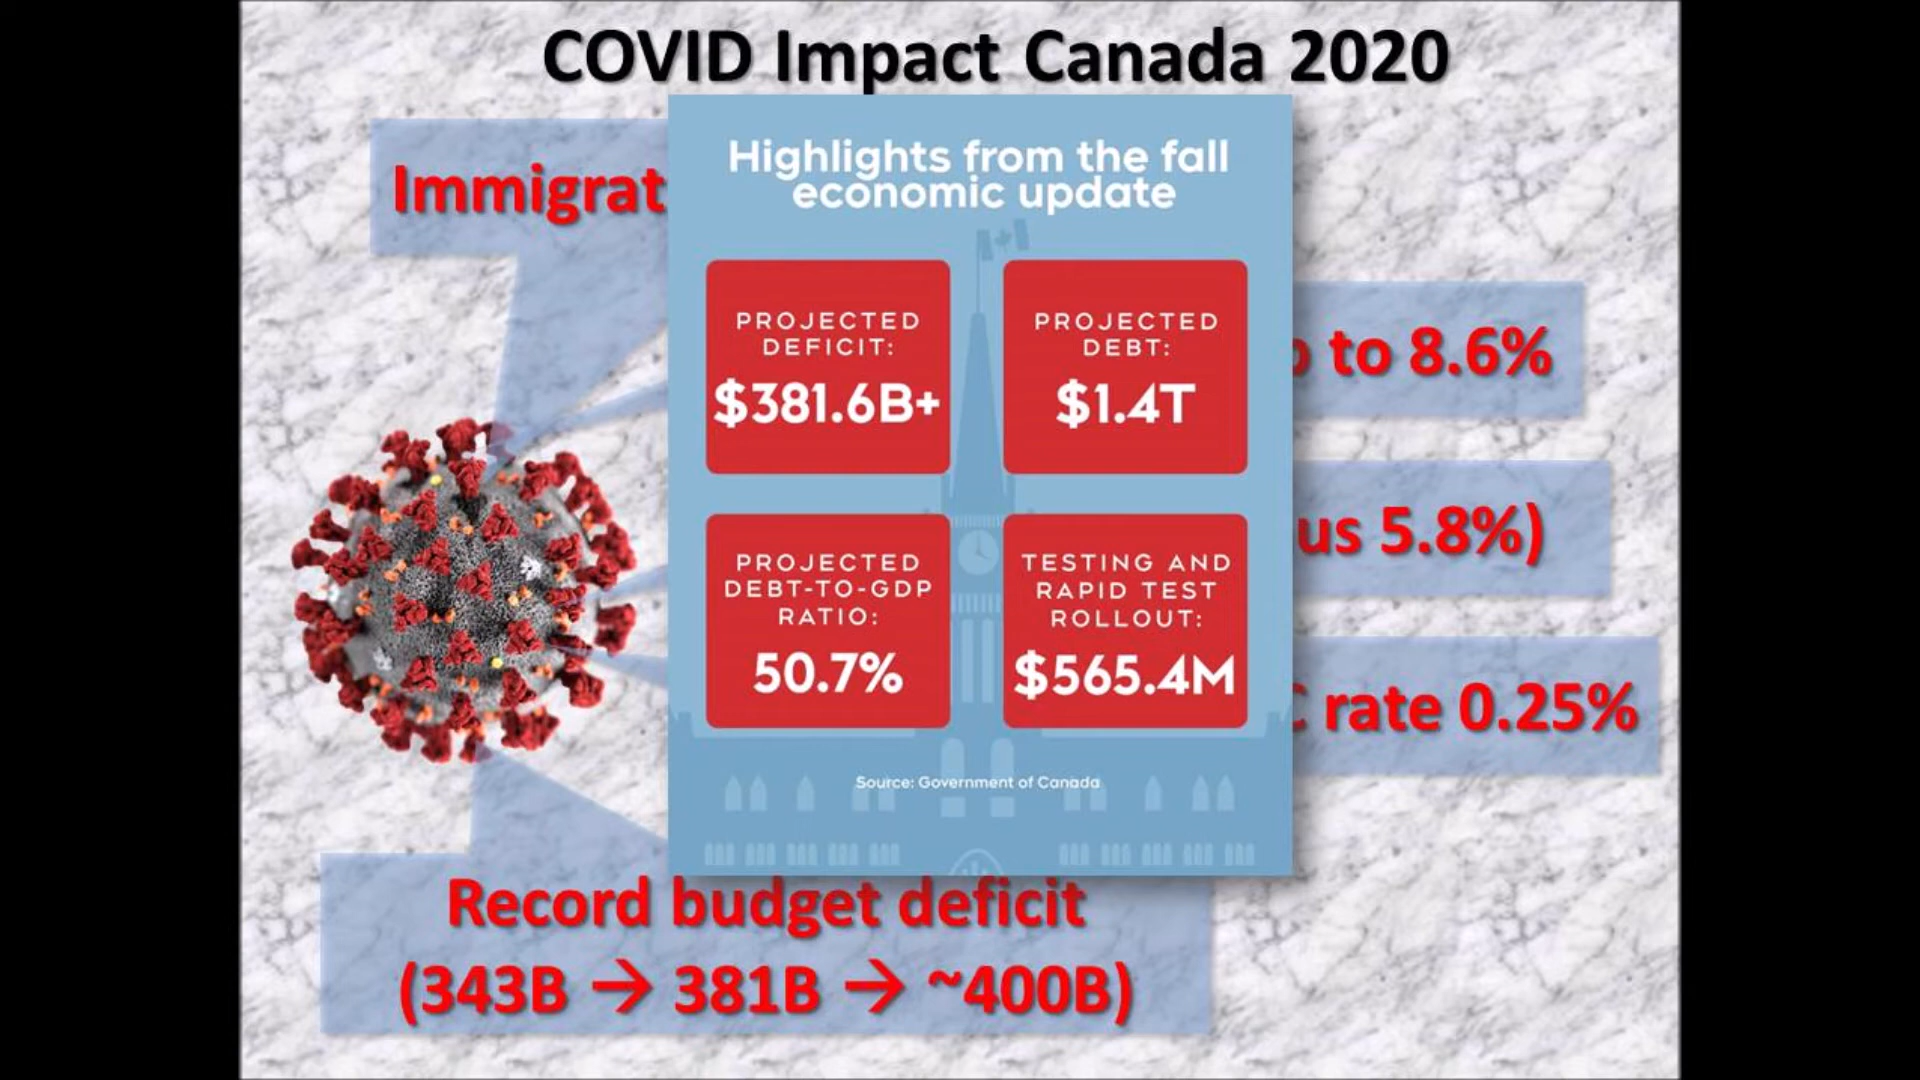 COVID Impact Canada 2020
Highlights from the fall
economic update
PROJECTED
DEFICIT:
$381.6B+
PROJECTED
DEBT:
$1.4T
PROJECTED
DEBT-TO-GDP
RATIO:
50.7%
TESTING AND
RAPID TEST
ROLLOUT:
$565.4M
Source: Government of Canada
to 8.6%
5.8%)
rate 0.25%
Record budget deficit
(343B → 381B → ~400B)